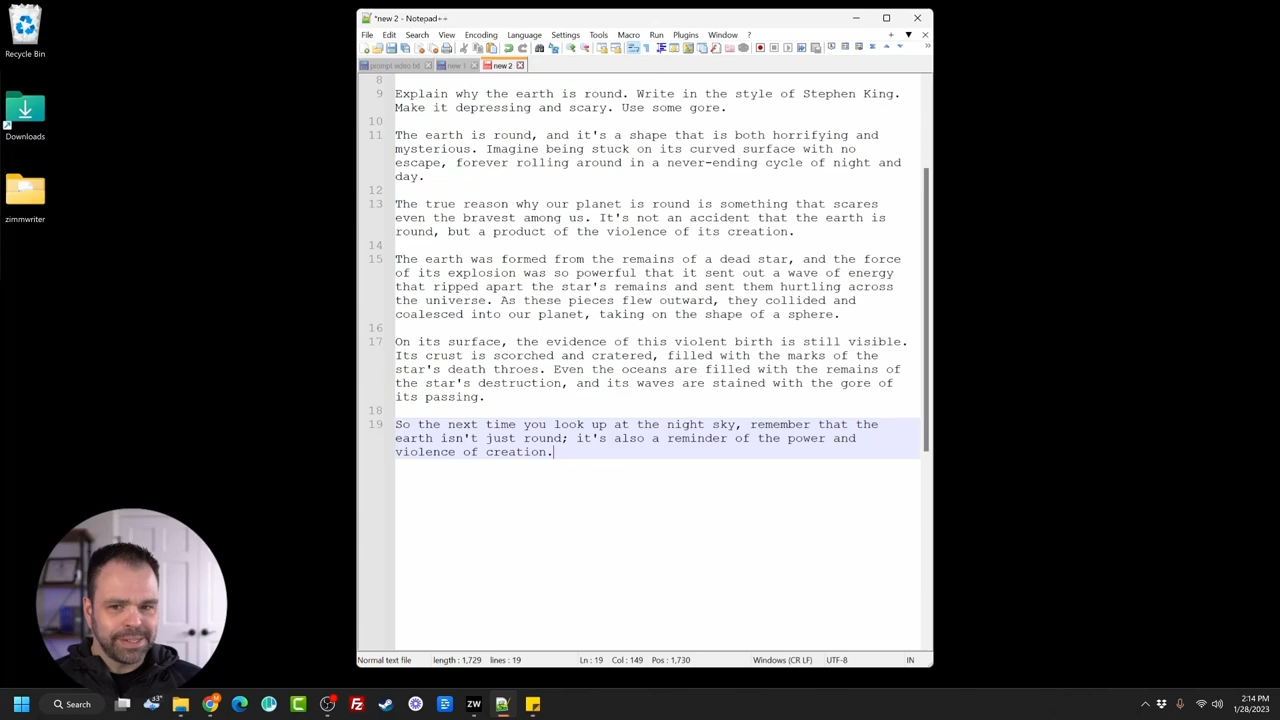 Recycle Bin
Downloads
zimmwriter
*new 2 - Notepad++
File Edit Search View Encoding Language Settings Tools Macro Run Plugins Window ?
prompt video.txt new 1 new 2
8
9 Explain why the earth is round. Write in the style of Stephen King.
Make it depressing and scary. Use some gore.
10
11 The earth is round, and it's a shape that is both horrifying and
mysterious. Imagine being stuck on its curved surface with no
escape, forever rolling around in a never-ending cycle of night and
day.
12
13 The true reason why our planet is round is something that scares
even the bravest among us. It's not an accident that the earth is
round, but a product of the violence of its creation.
14
15 The earth was formed from the remains of a dead star, and the force
of its explosion was so powerful that it sent out a wave of energy
that ripped apart the star's remains and sent them hurtling across
the universe. As these pieces flew outward, they collided and
coalesced into our planet, taking on the shape of a sphere.
16
17 On its surface, the evidence of this violent birth is still visible.
Its crust is scorched and cratered, filled with the marks of the
star's death throes. Even the oceans are filled with the remains of
the star's destruction, and its waves are stained with the gore of
its passing.
18
19 So the next time you look up at the night sky, remember that the
earth isn't just round; it's also a reminder of the power and
violence of creation.
Normal text file length : 1,729 lines : 19 Ln : 19 Col : 149 Pos : 1,730 Windows (CR LF) UTF-8 IN
Search 33° ZW 2:14 PM
1/28/2023